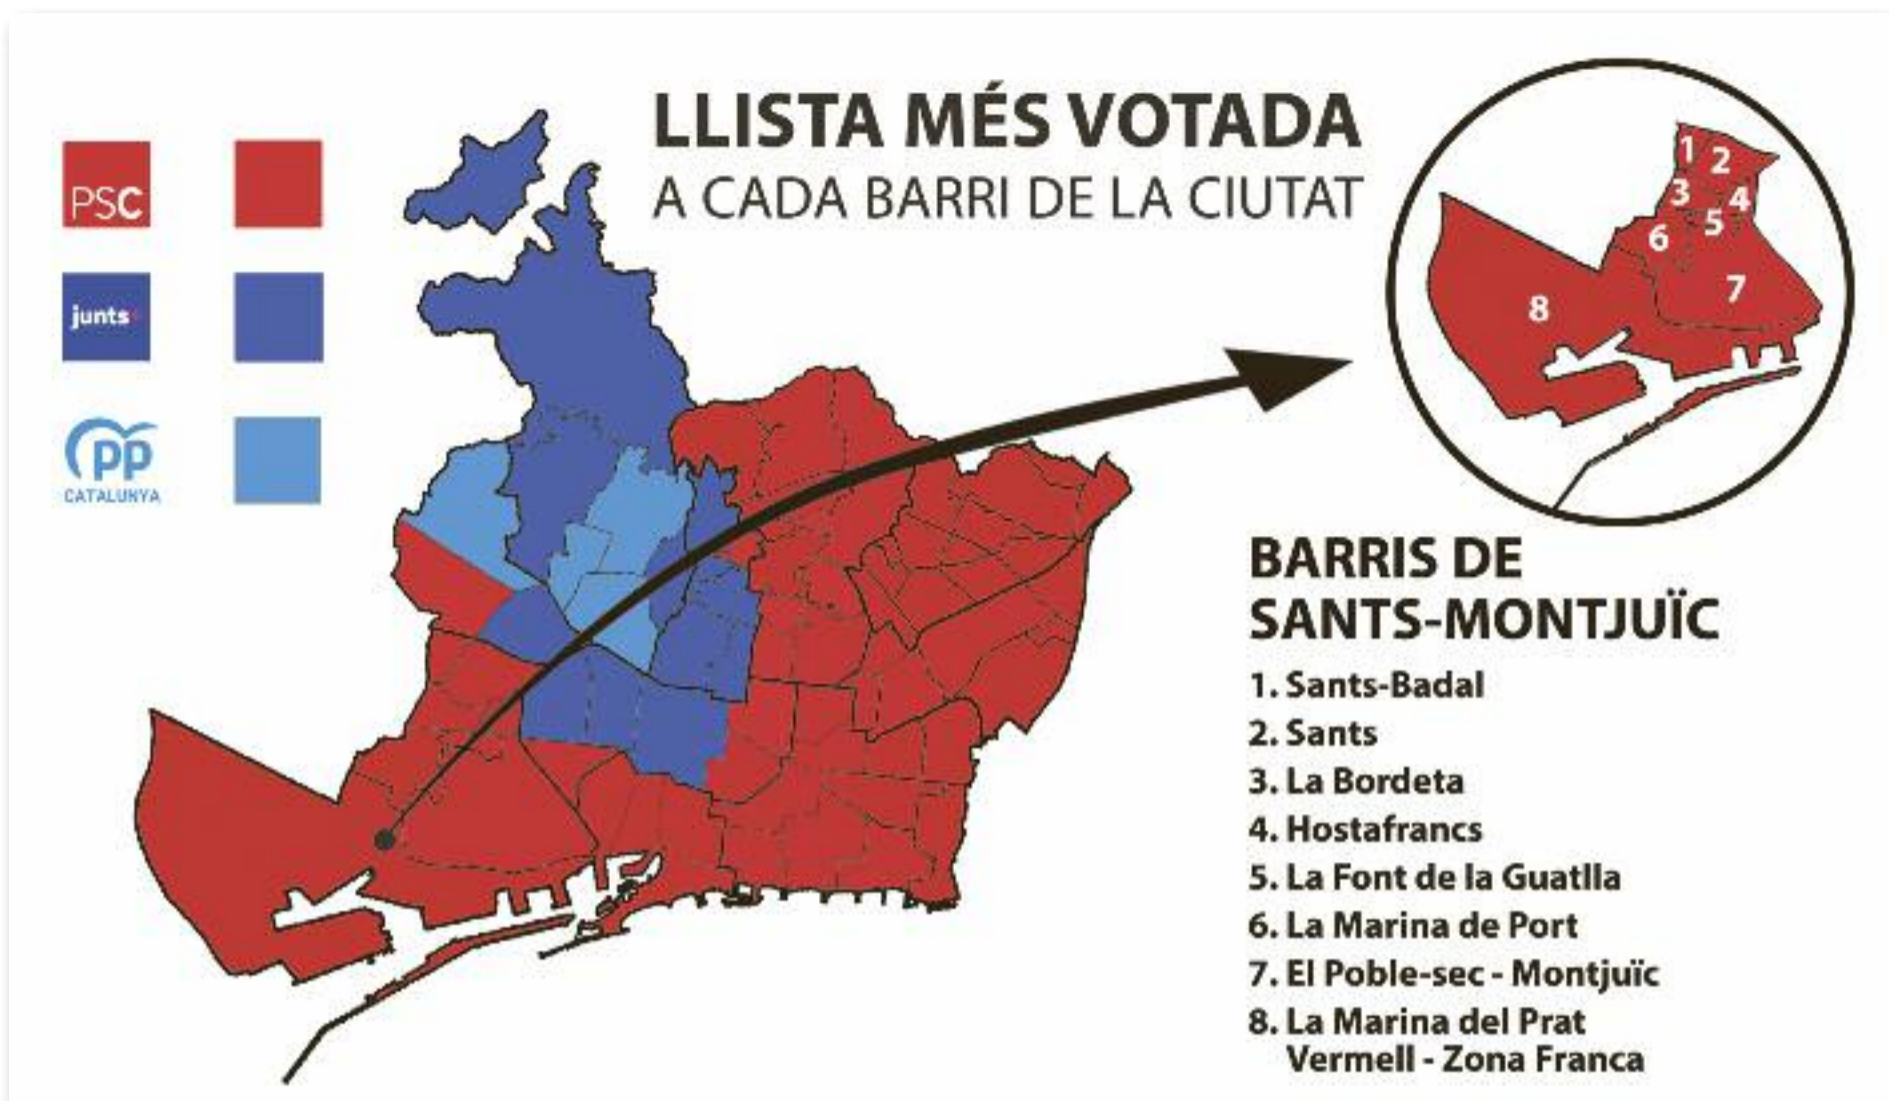 LLISTA MÉS VOTADA
A CADA BARRI DE LA CIUTAT
PSC
junts+
PP
CATALUNYA
1
2
3
4
5
6
7
8
BARRIS DE
SANTS-MONTJUÏC
1. Sants-Badal
2. Sants
3. La Bordeta
4. Hostafrancs
5. La Font de la Guatlla
6. La Marina de Port
7. El Poble-sec - Montjuïc
8. La Marina del Prat
Vermell - Zona Franca